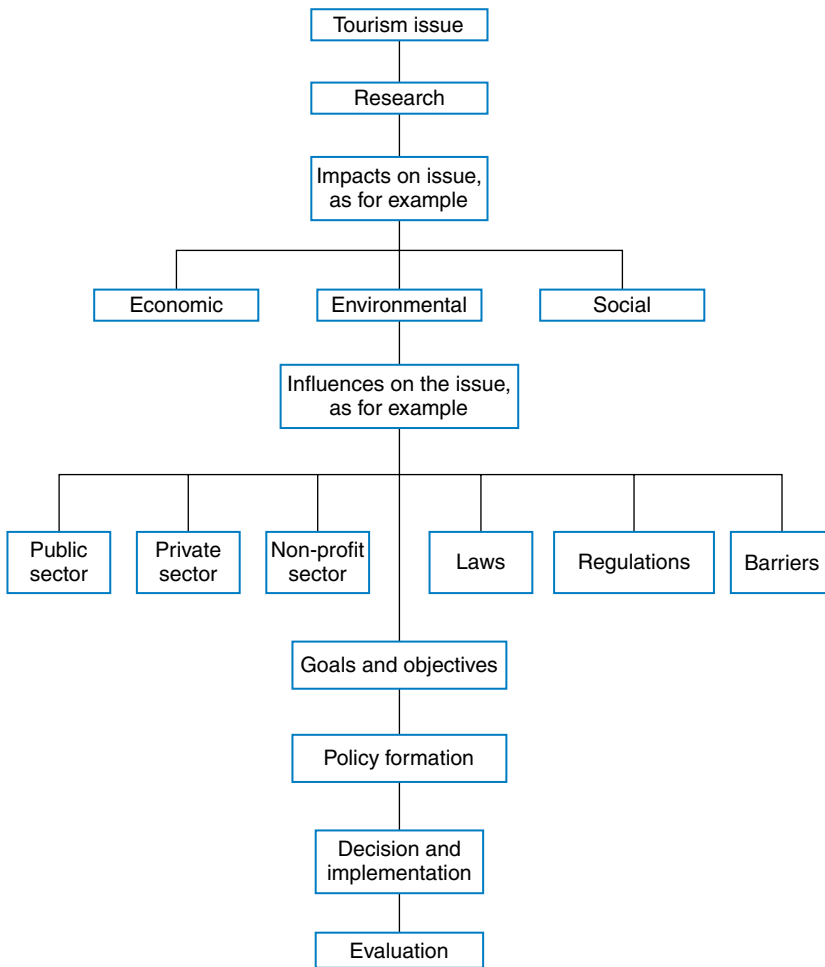 Tourism issue
Research
Impacts on issue,
as for example
Economic
Environmental
Social
Influences on the issue,
as for example
Public
sector
Private
sector
Non-profit
sector
Laws
Regulations
Barriers
Goals and objectives
Policy formation
Decision and
implementation
Evaluation